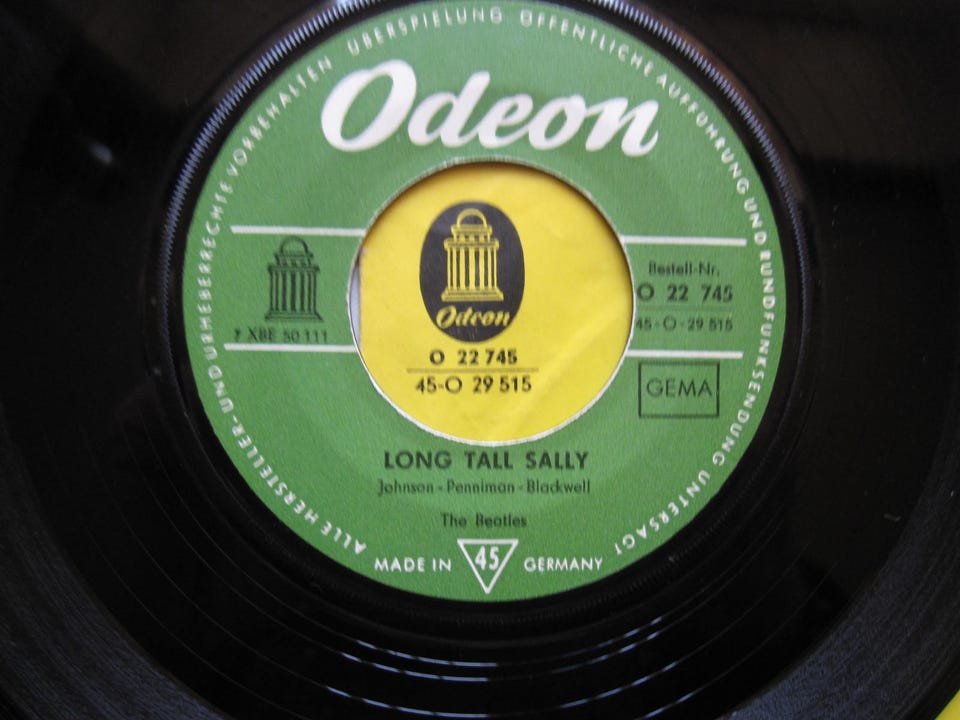 ALLE HERSTELLER- UND URHEBERRECHTE VORBEHALTEN ÜBERSPIELUNG ÖFFENTLICHE AUFFÜHRUNG UND RUNDFUNKSENDUNG UNTERSAGT
Odeon
7 XBE 50 111
Bestell-Nr.
O 22 745
45-O-29 515
GEMA
Odeon
O 22 745
45-O 29 515
LONG TALL SALLY
Johnson - Penniman - Blackwell
The Beatles
MADE IN 45 GERMANY